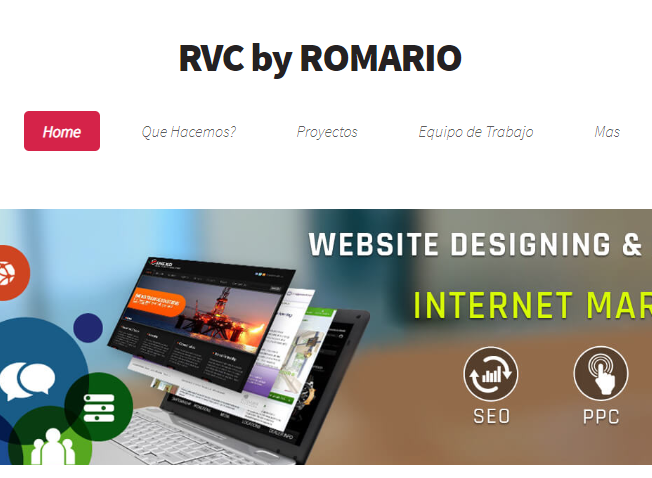 RVC by ROMARIO
Home
Que Hacemos?
Proyectos
Equipo de Trabajo
Mas
WEBSITE DESIGNING &
INTERNET MAR
SEO
PPC